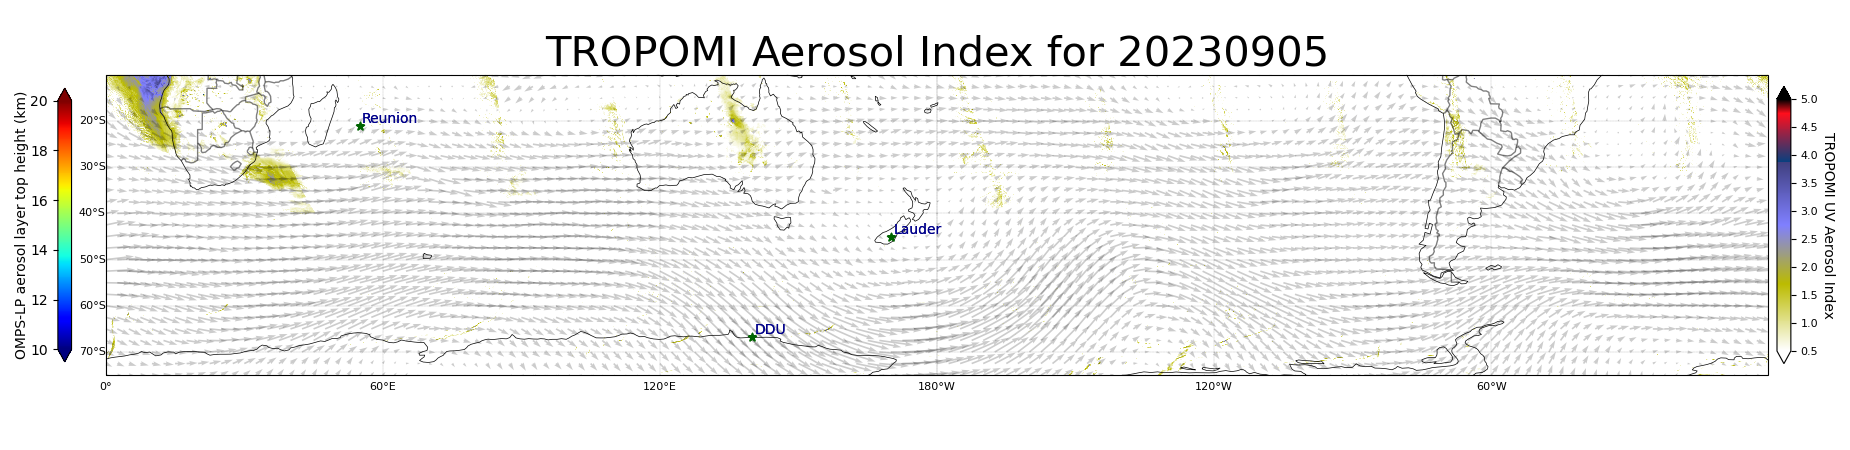 TROPOMI Aerosol Index for 20230905
OMPS-LP aerosol layer top height (km)
20
18
16
14
12
10
20°S
30°S
40°S
50°S
60°S
70°S
Reunion
Lauder
DDU
0°
60°E
120°E
180°W
120°W
60°W
5.0
4.5
4.0
3.5
3.0
2.5
2.0
1.5
1.0
0.5
TROPOMI UV Aerosol Index